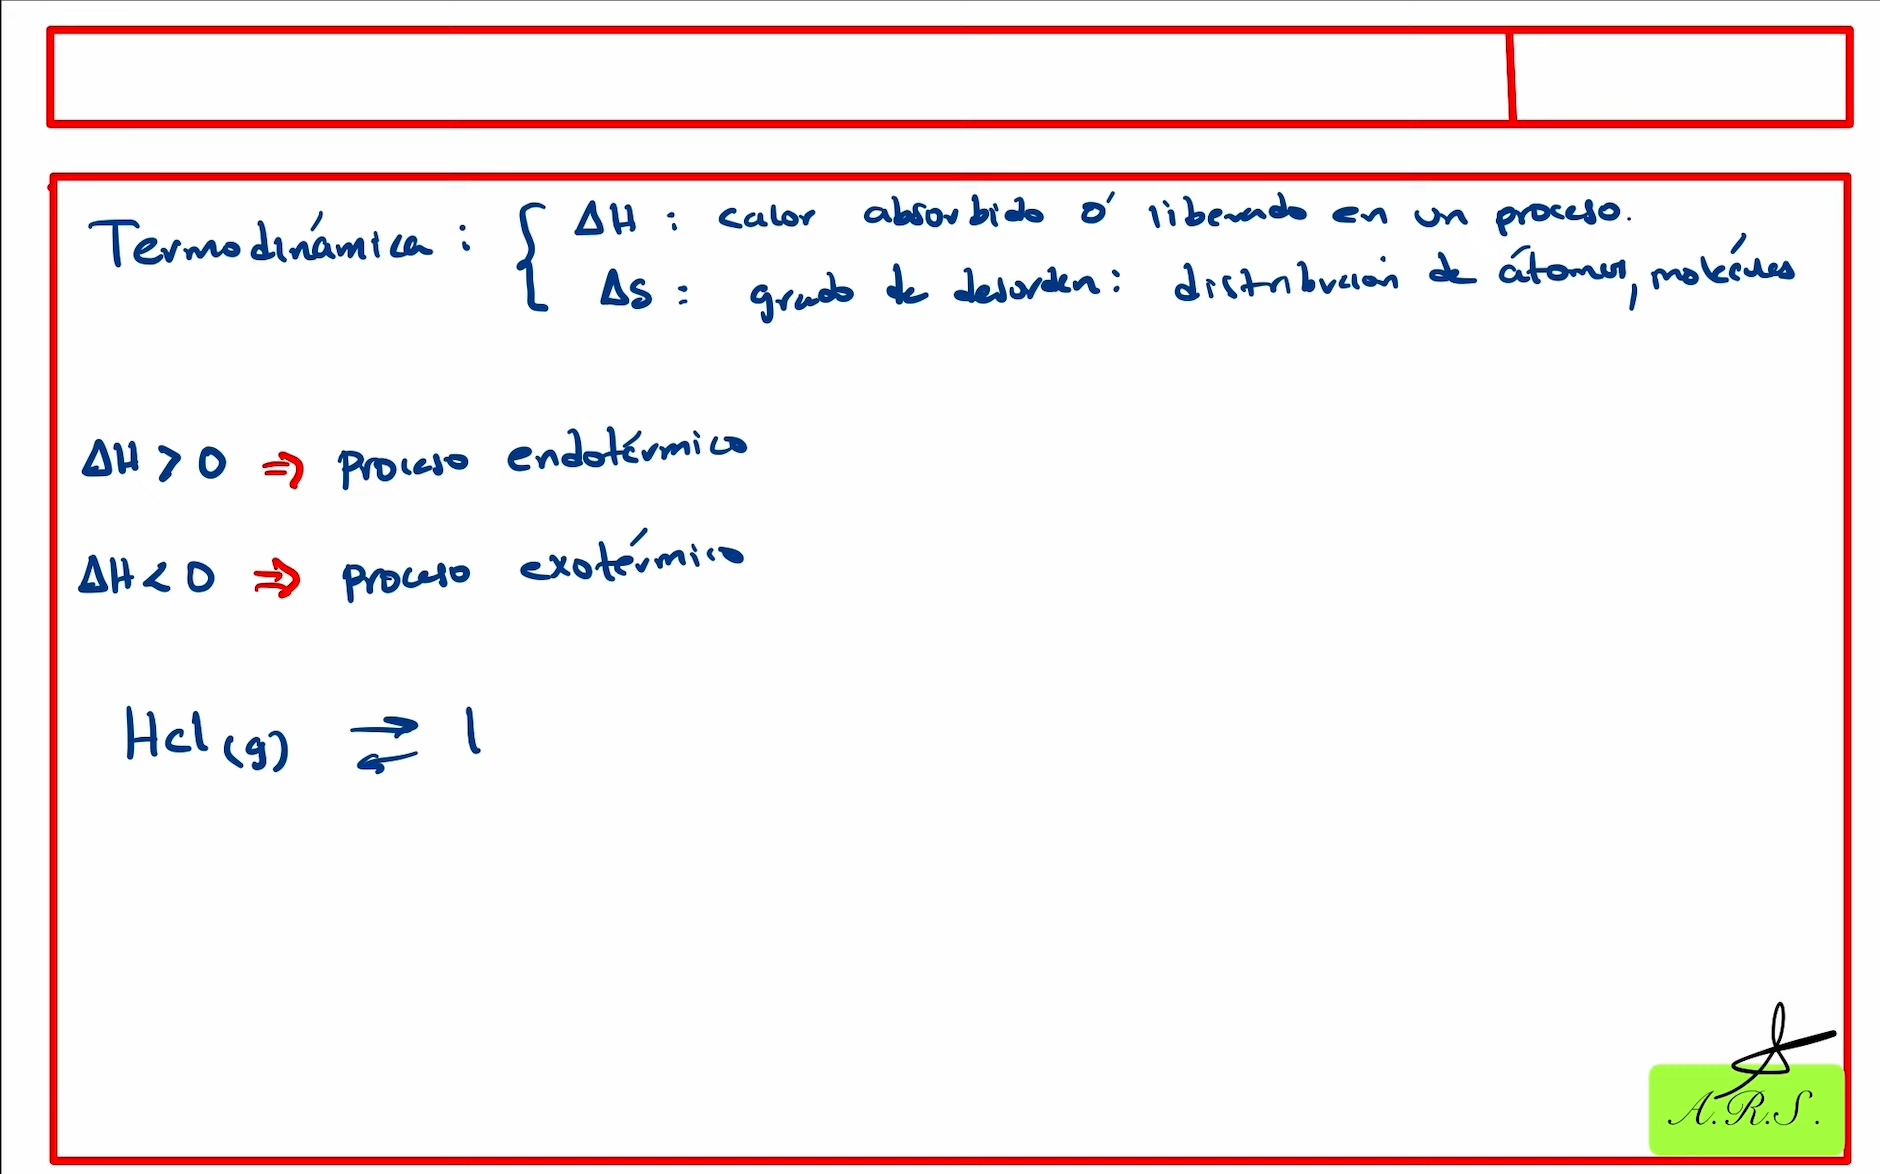 Termodinámica : { ΔH : calor absorbido ó liberado en un proceso.
ΔS : grado de desorden : distribución de átomos, moléculas
ΔH > 0 ⇒ proceso endotérmico
ΔH < 0 ⇒ proceso exotérmico
Hcl (g) ⇄ 1
A.R.S.